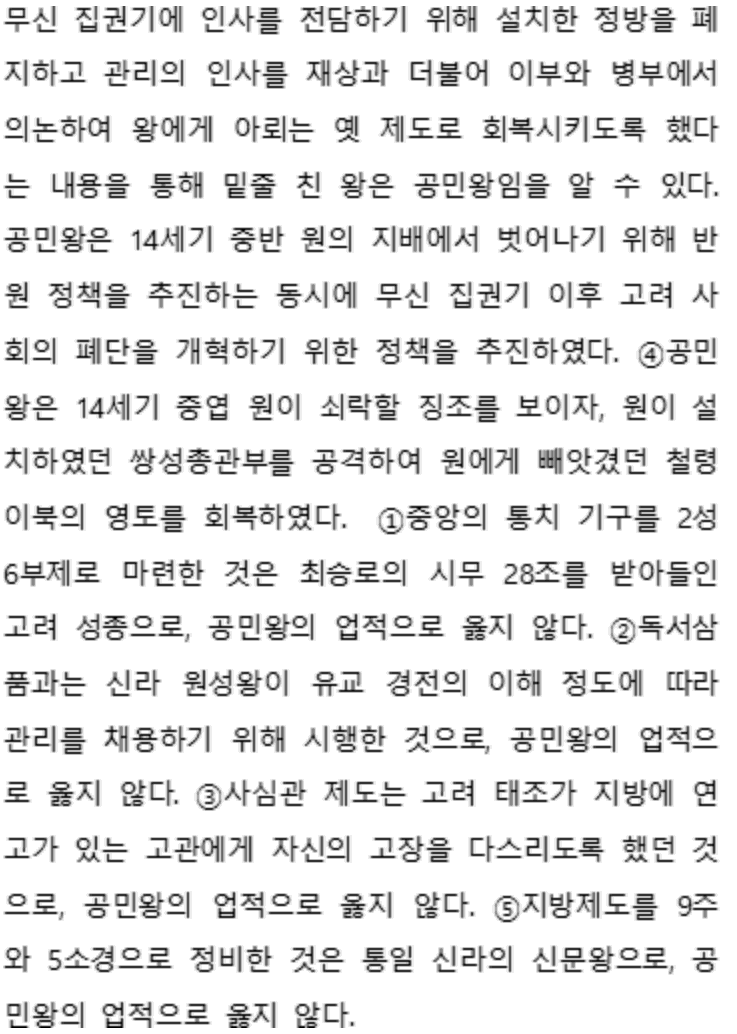 무신 집권기에 인사를 전담하기 위해 설치한 정방을 폐
지하고 관리의 인사를 재상과 더불어 이부와 병부에서
의논하여 왕에게 아뢰는 옛 제도로 회복시키도록 했다
는 내용을 통해 밑줄 친 왕은 공민왕임을 알 수 있다.
공민왕은 14세기 중반 원의 지배에서 벗어나기 위해 반
원 정책을 추진하는 동시에 무신 집권기 이후 고려 사
회의 폐단을 개혁하기 위한 정책을 추진하였다. ④공민
왕은 14세기 중엽 원이 쇠락할 징조를 보이자, 원이 설
치하였던 쌍성총관부를 공격하여 원에게 빼앗겼던 철령
이북의 영토를 회복하였다. ①중앙의 통치 기구를 2성
6부제로 마련한 것은 최승로의 시무 28조를 받아들인
고려 성종으로, 공민왕의 업적으로 옳지 않다. ②독서삼
품과는 신라 원성왕이 유교 경전의 이해 정도에 따라
관리를 채용하기 위해 시행한 것으로, 공민왕의 업적으
로 옳지 않다. ③사심관 제도는 고려 태조가 지방에 연
고가 있는 고관에게 자신의 고장을 다스리도록 했던 것
으로, 공민왕의 업적으로 옳지 않다. ⑤지방제도를 9주
와 5소경으로 정비한 것은 통일 신라의 신문왕으로, 공
민왕의 업적으로 옳지 않다.